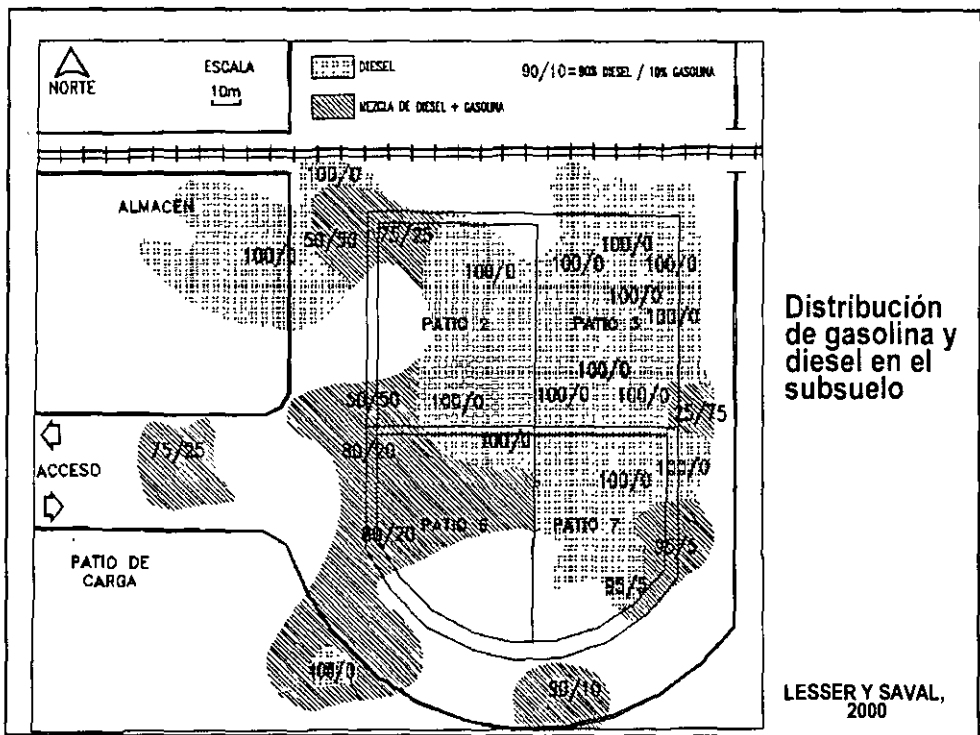 NORTE
ESCALA
10m
DIESEL
MEZCLA DE DIESEL + GASOLINA
90/10=90% DIESEL / 10% GASOLINA
100/0
ALMACEN
50/50
75/25
100/0
100/0
100/0
100/0
100/0
100/0
100/0
PATIO 2
PATIO 3
100/0
50/50
100/0
100/0
100/0
25/75
ACCESO
75/25
80/20
100/0
100/0
100/0
80/20
PATIO 6
PATIO 7
95/5
PATIO DE
CARGA
95/5
100/0
90/10
Distribución
de gasolina y
diesel en el
subsuelo
LESSER Y SAVAL,
2000